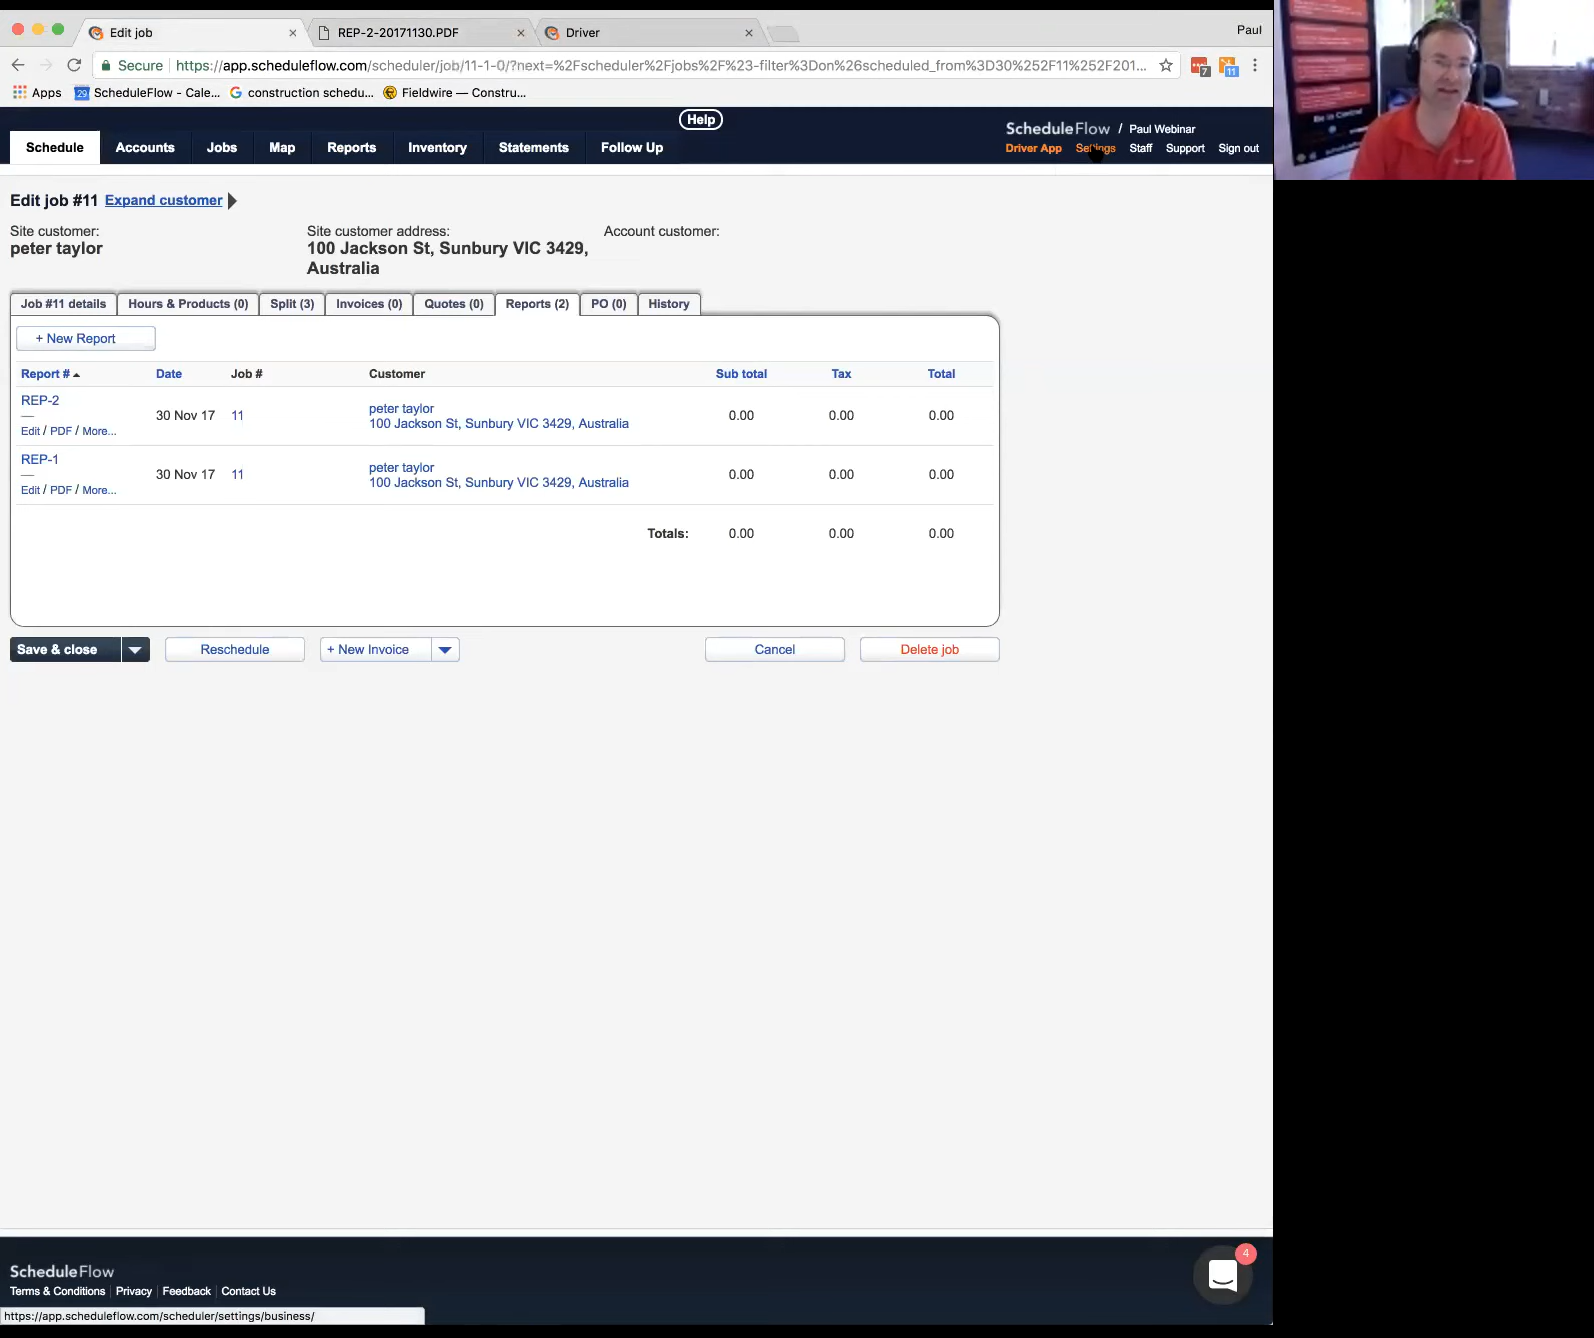 Edit job
REP-2-20171130.PDF
Driver
Paul
Secure
https://app.scheduleflow.com/scheduler/job/11-1-0/?next=%2Fscheduler%2Fjobs%2F%23-filter%3Don%26scheduled_from%3D30%252F11%252F201...
7
11
Apps
29
ScheduleFlow - Cale...
construction schedu...
Fieldwire — Constru...
Help
Schedule
Accounts
Jobs
Map
Reports
Inventory
Statements
Follow Up
ScheduleFlow / Paul Webinar
Driver App
Settings
Staff
Support
Sign out
Edit job #11 Expand customer
Site customer:
peter taylor
Site customer address:
100 Jackson St, Sunbury VIC 3429,
Australia
Account customer:
Job #11 details
Hours & Products (0)
Split (3)
Invoices (0)
Quotes (0)
Reports (2)
PO (0)
History
+ New Report
Report #
Date
Job #
Customer
Sub total
Tax
Total
REP-2
—
Edit / PDF / More...
30 Nov 17
11
peter taylor
100 Jackson St, Sunbury VIC 3429, Australia
0.00
0.00
0.00
REP-1
—
Edit / PDF / More...
30 Nov 17
11
peter taylor
100 Jackson St, Sunbury VIC 3429, Australia
0.00
0.00
0.00
Totals:
0.00
0.00
0.00
Save & close
Reschedule
+ New Invoice
Cancel
Delete job
ScheduleFlow
Terms & Conditions
Privacy
Feedback
Contact Us
4
https://app.scheduleflow.com/scheduler/settings/business/